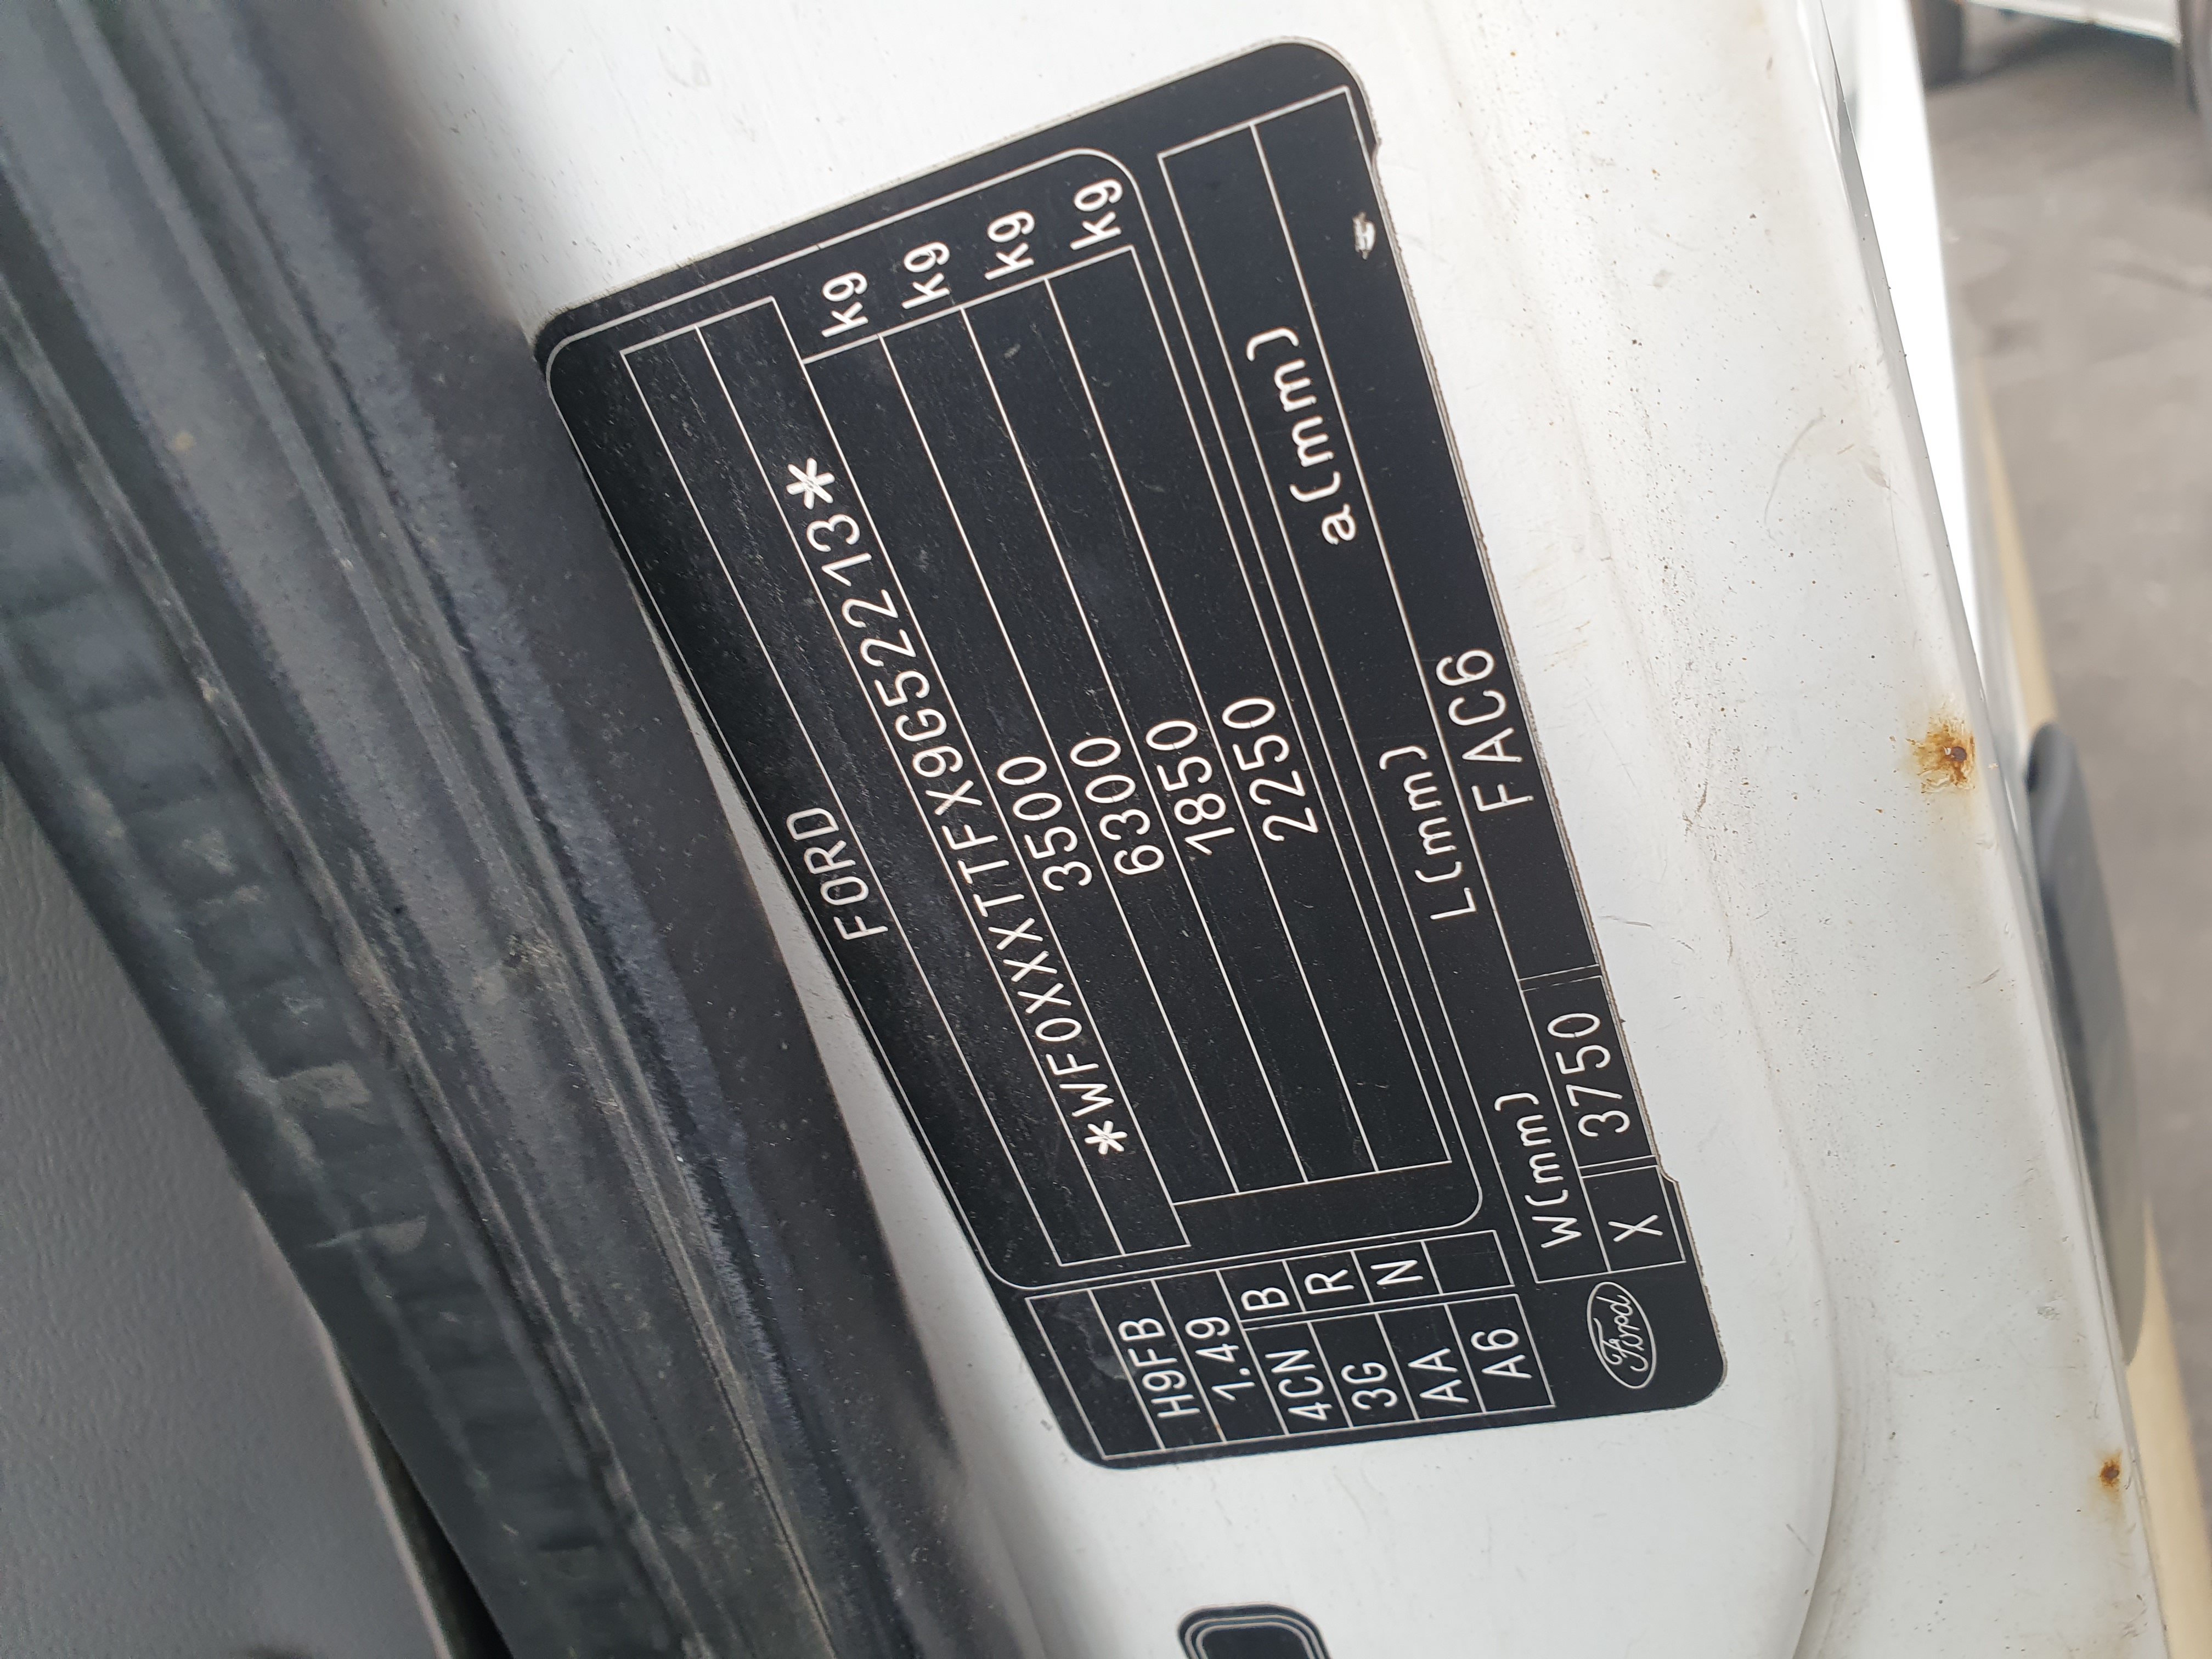 FORD
*WF0XXXTTFX9G52213*
3500 kg
6300 kg
1850 kg
2250 kg
H9FB
1.49
4CN B
3G R
AA N
A6
W(mm) L(mm) a(mm)
X 3750 FAC6
Ford